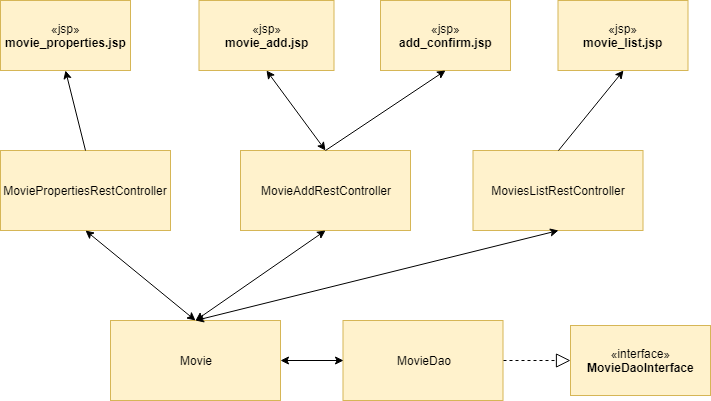 «jsp»
movie_properties.jsp
«jsp»
movie_add.jsp
«jsp»
add_confirm.jsp
«jsp»
movie_list.jsp
MoviePropertiesRestController
MovieAddRestController
MoviesListRestController
Movie
MovieDao
«interface»
MovieDaoInterface